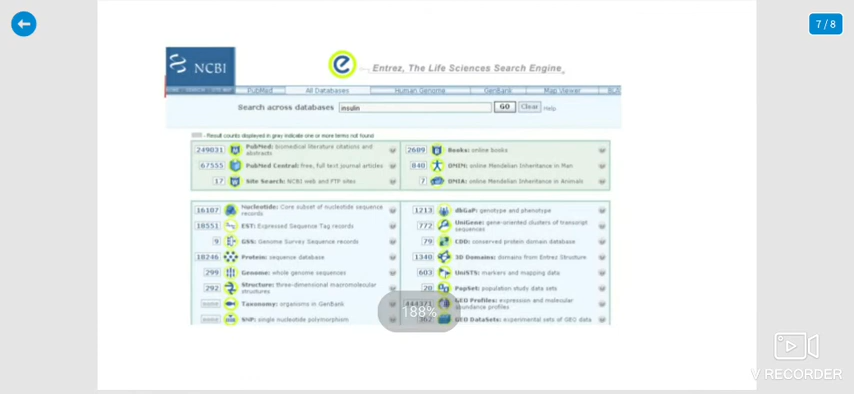 7 / 8
NCBI
Entrez, The Life Sciences Search Engine
PubMed All Databases Human Genome GenBank Map Viewer
Search across databases insulin GO Clear Help
- Result counts displayed in grey indicate one or more terms not found
249031 PubMed: biomedical literature citations and abstracts
67555 PubMed Central: free, full-text journal articles
17 Site Search: NCBI web and FTP sites
2689 Books: online books
840 OMIM: online Mendelian Inheritance in Man
7 OMIA: online Mendelian Inheritance in Animals
16107 Nucleotide: Core subset of nucleotide sequence records
18551 EST: Expressed Sequence Tag records
9 GSS: Genome Survey Sequence records
18246 Protein: sequence database
299 Genome: whole genome sequences
292 Structure: three-dimensional macromolecular structures
none Taxonomy: organisms in GenBank
none SNP: single nucleotide polymorphism
1213 dbGaP: genotype and phenotype
772 UniGene: gene-oriented clusters of transcript sequences
79 CDD: conserved protein domain database
1340 3D Domains: domains from Entrez Structure
603 UniSTS: markers and mapping data
20 PopSet: population study data sets
GEO Profiles: expression and molecular abundance profiles
362 GEO DataSets: experimental sets of GEO data
188%
V RECORDER